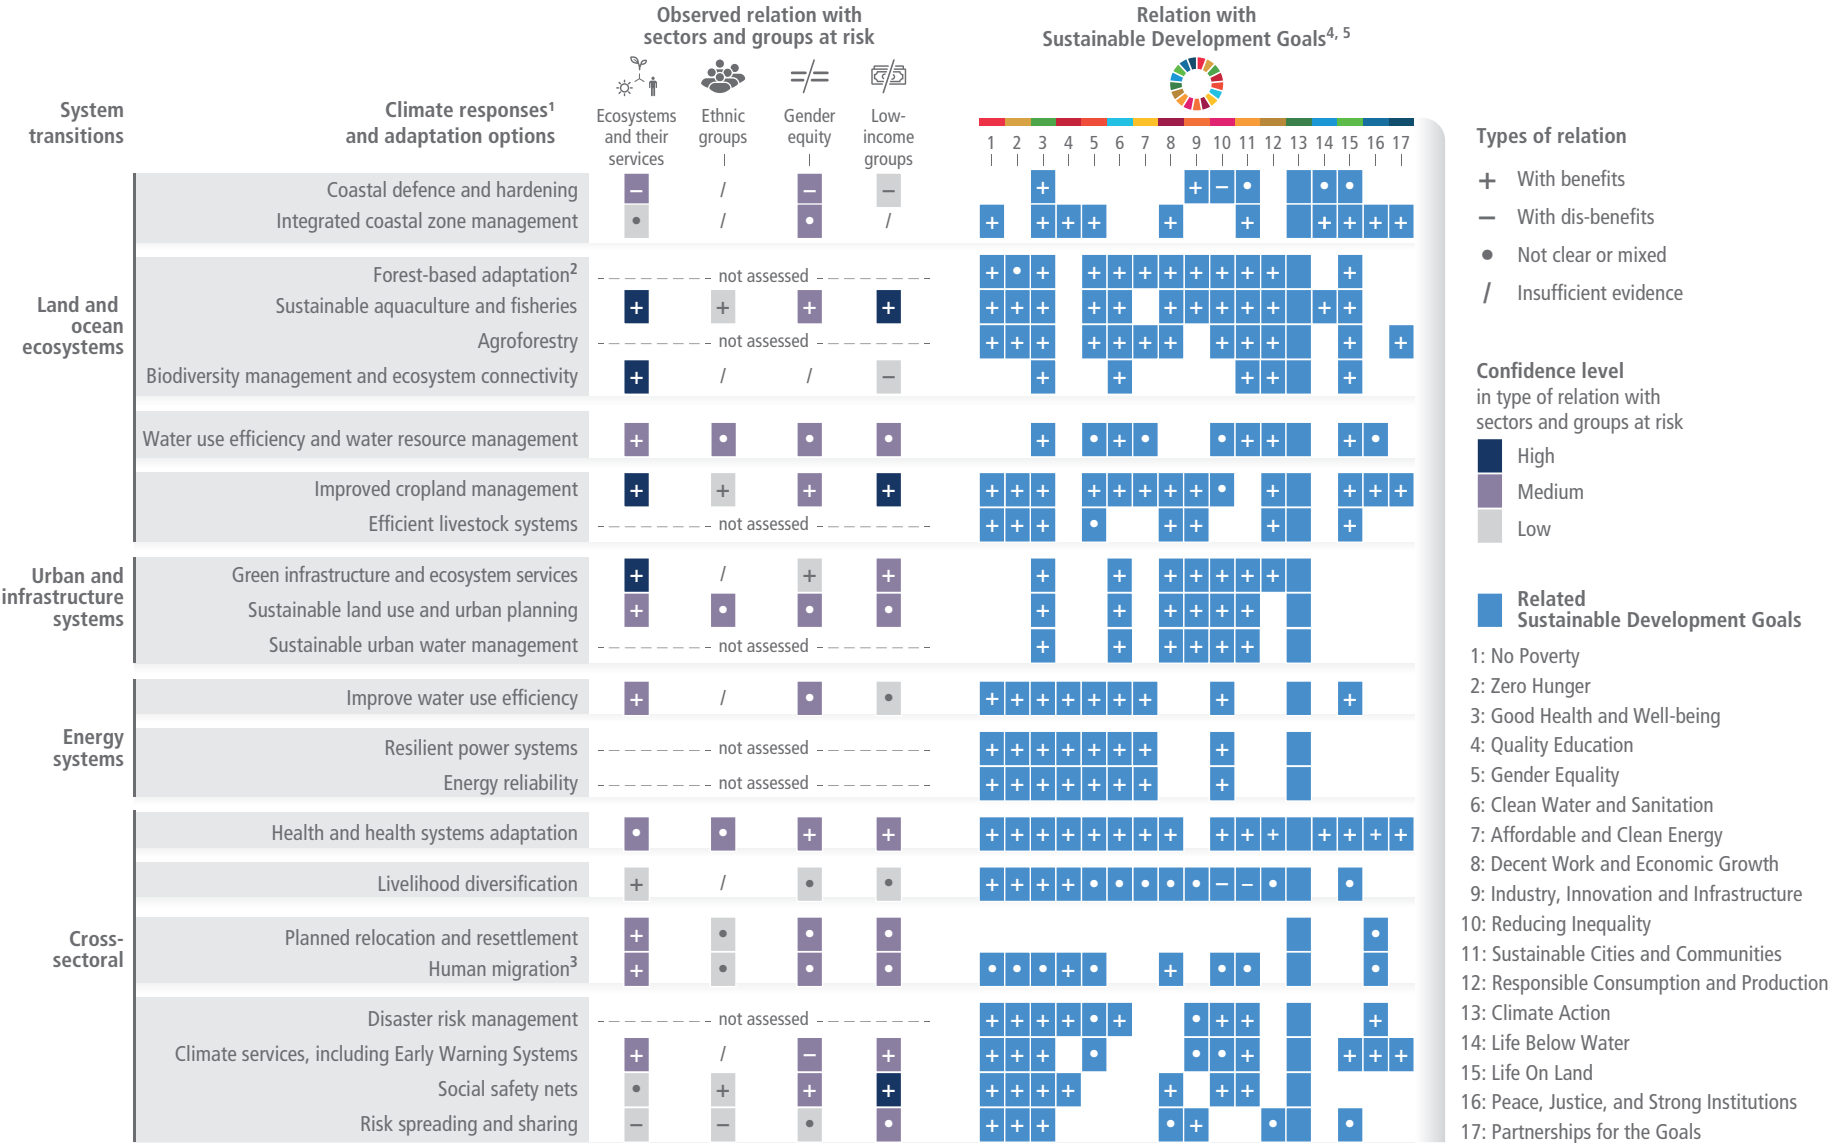 Observed relation with
sectors and groups at risk
Relation with
Sustainable Development Goals4, 5
System
transitions
Climate responses1
and adaptation options
Ecosystems
and their
services
Ethnic
groups
Gender
equity
Low-
income
groups
1 2 3 4 5 6 7 8 9 10 11 12 13 14 15 16 17
Land and
ocean
ecosystems
Coastal defence and hardening − / − − + + − • • •
Integrated coastal zone management • / • / + + + + + + + + + +
Forest-based adaptation2 not assessed + • + + + + + + + + + +
Sustainable aquaculture and fisheries + + + + + + + + + + + + + + + +
Agroforestry not assessed + + + + + + + + + + + +
Biodiversity management and ecosystem connectivity + / / − + + + + +
Water use efficiency and water resource management + • • • + • + • • + + + •
Improved cropland management + + + + + + + + + + + + • + + + +
Efficient livestock systems not assessed + + + • + + + +
Urban and
infrastructure
systems
Green infrastructure and ecosystem services + / + + + + + + + + +
Sustainable land use and urban planning + • • • + + + + + +
Sustainable urban water management not assessed + + + + + +
Energy
systems
Improve water use efficiency + / • • + + + + + + + + +
Resilient power systems not assessed + + + + + + + +
Energy reliability not assessed + + + + + + + +
Cross-
sectoral
Health and health systems adaptation • • + + + + + + + + + + + + + + + + +
Livelihood diversification + / • • + + + + • • • • • − − • •
Planned relocation and resettlement + • • • •
Human migration3 + • • • • • • + • + • • •
Disaster risk management not assessed + + + + • + • + + +
Climate services, including Early Warning Systems + / − + + + + • • • + + + +
Social safety nets • + + + + + + + + + +
Risk spreading and sharing − − • • + + + • + • •
Types of relation
+ With benefits
− With dis-benefits
• Not clear or mixed
/ Insufficient evidence
Confidence level
in type of relation with
sectors and groups at risk
High
Medium
Low
Related
Sustainable Development Goals
1: No Poverty
2: Zero Hunger
3: Good Health and Well-being
4: Quality Education
5: Gender Equality
6: Clean Water and Sanitation
7: Affordable and Clean Energy
8: Decent Work and Economic Growth
9: Industry, Innovation and Infrastructure
10: Reducing Inequality
11: Sustainable Cities and Communities
12: Responsible Consumption and Production
13: Climate Action
14: Life Below Water
15: Life On Land
16: Peace, Justice, and Strong Institutions
17: Partnerships for the Goals